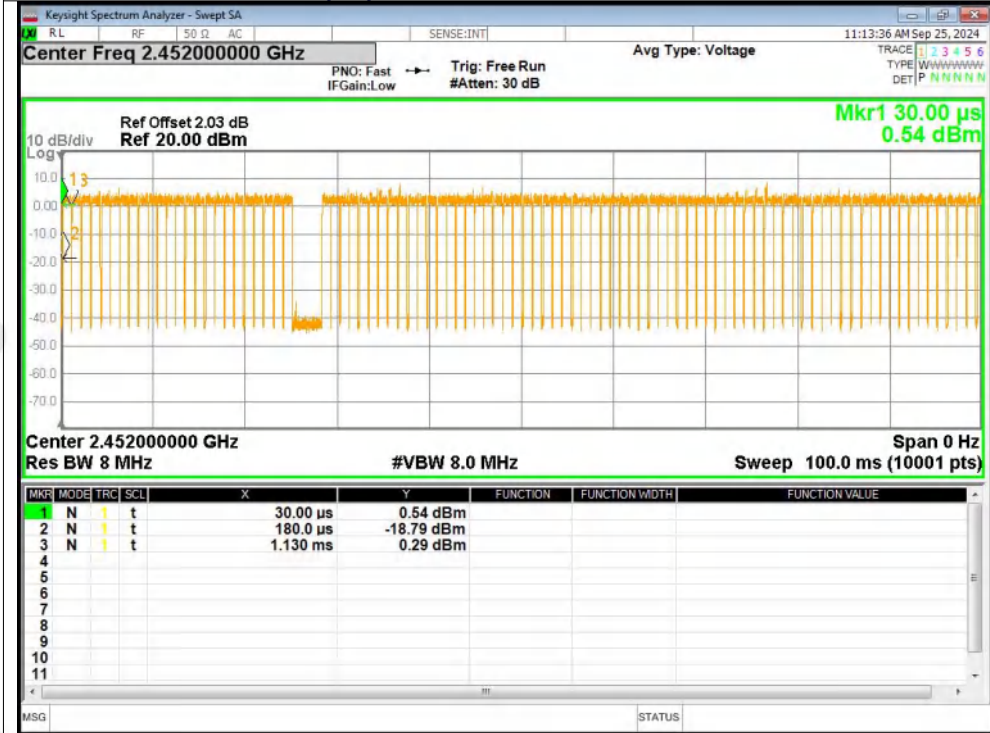 Keysight Spectrum Analyzer - Swept SA
RL RF 50 Ω AC SENSE:INT 11:13:36 AM Sep 25, 2024
Center Freq 2.452000000 GHz Avg Type: Voltage TRACE 1 2 3 4 5 6
PNO: Fast Trig: Free Run TYPE W
IFGain:Low #Atten: 30 dB DET P N N N N N
Mkr1 30.00 µs
Ref Offset 2.03 dB 0.54 dBm
10 dB/div Ref 20.00 dBm
Log
10.0
1 3
0.00
2
-10.0
-20.0
-30.0
-40.0
-50.0
-60.0
-70.0
Center 2.452000000 GHz Span 0 Hz
Res BW 8 MHz #VBW 8.0 MHz Sweep 100.0 ms (10001 pts)
MKR MODE TRC SCL X Y FUNCTION FUNCTION WIDTH FUNCTION VALUE
1 N 1 t 30.00 µs 0.54 dBm
2 N 1 t 180.0 µs -18.79 dBm
3 N 1 t 1.130 ms 0.29 dBm
4
5
6
7
8
9
10
11
MSG STATUS